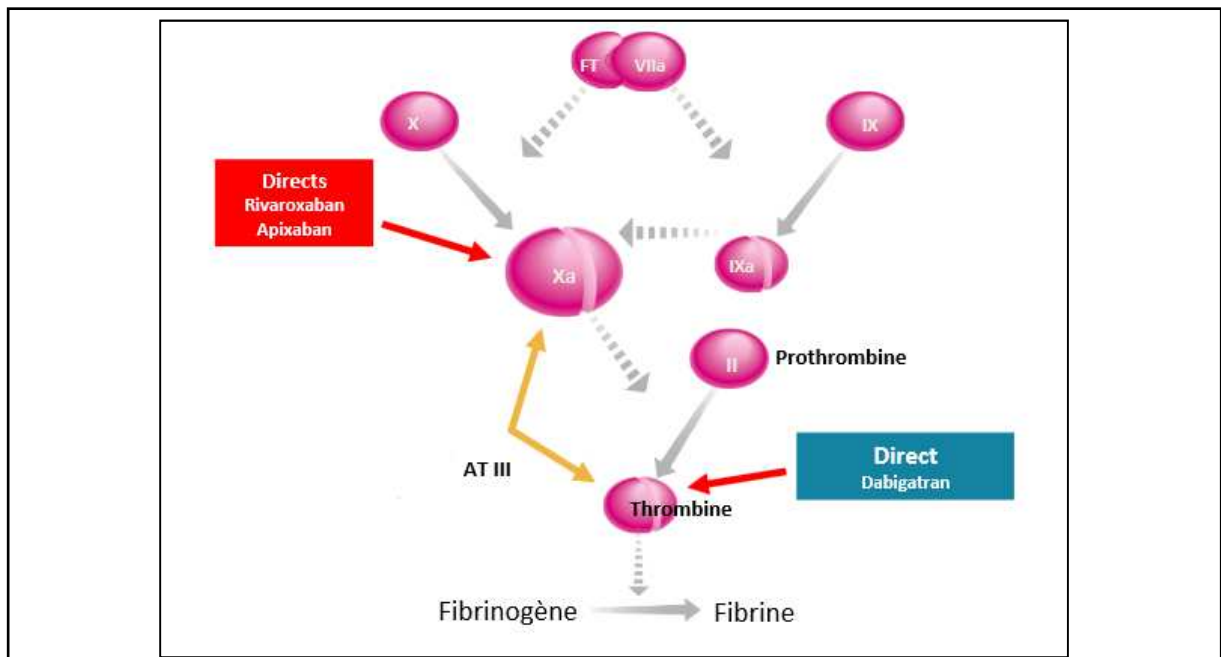 FT
VIIa
X
IX
Directs
Rivaroxaban
Apixaban
Xa
IXa
II
Prothrombine
AT III
Direct
Dabigatran
Thrombine
Fibrinogène
Fibrine